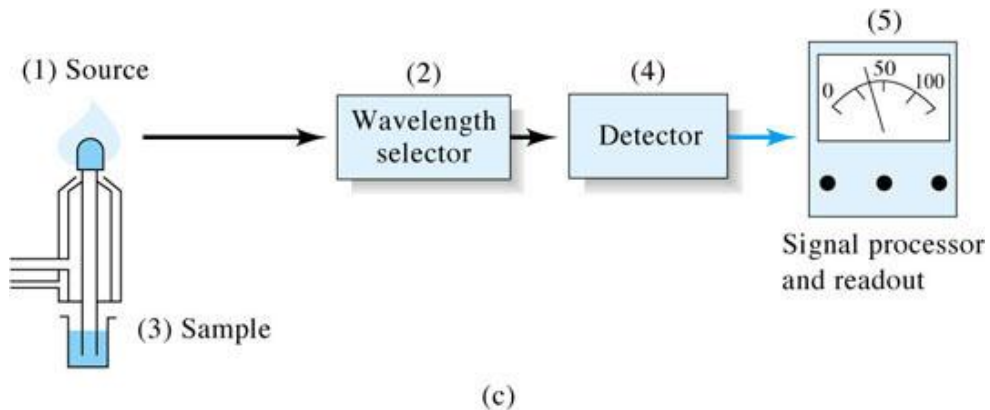 (1) Source
(2)
Wavelength
selector
(4)
Detector
(5)
0 50 100
Signal processor
and readout
(3) Sample
(c)